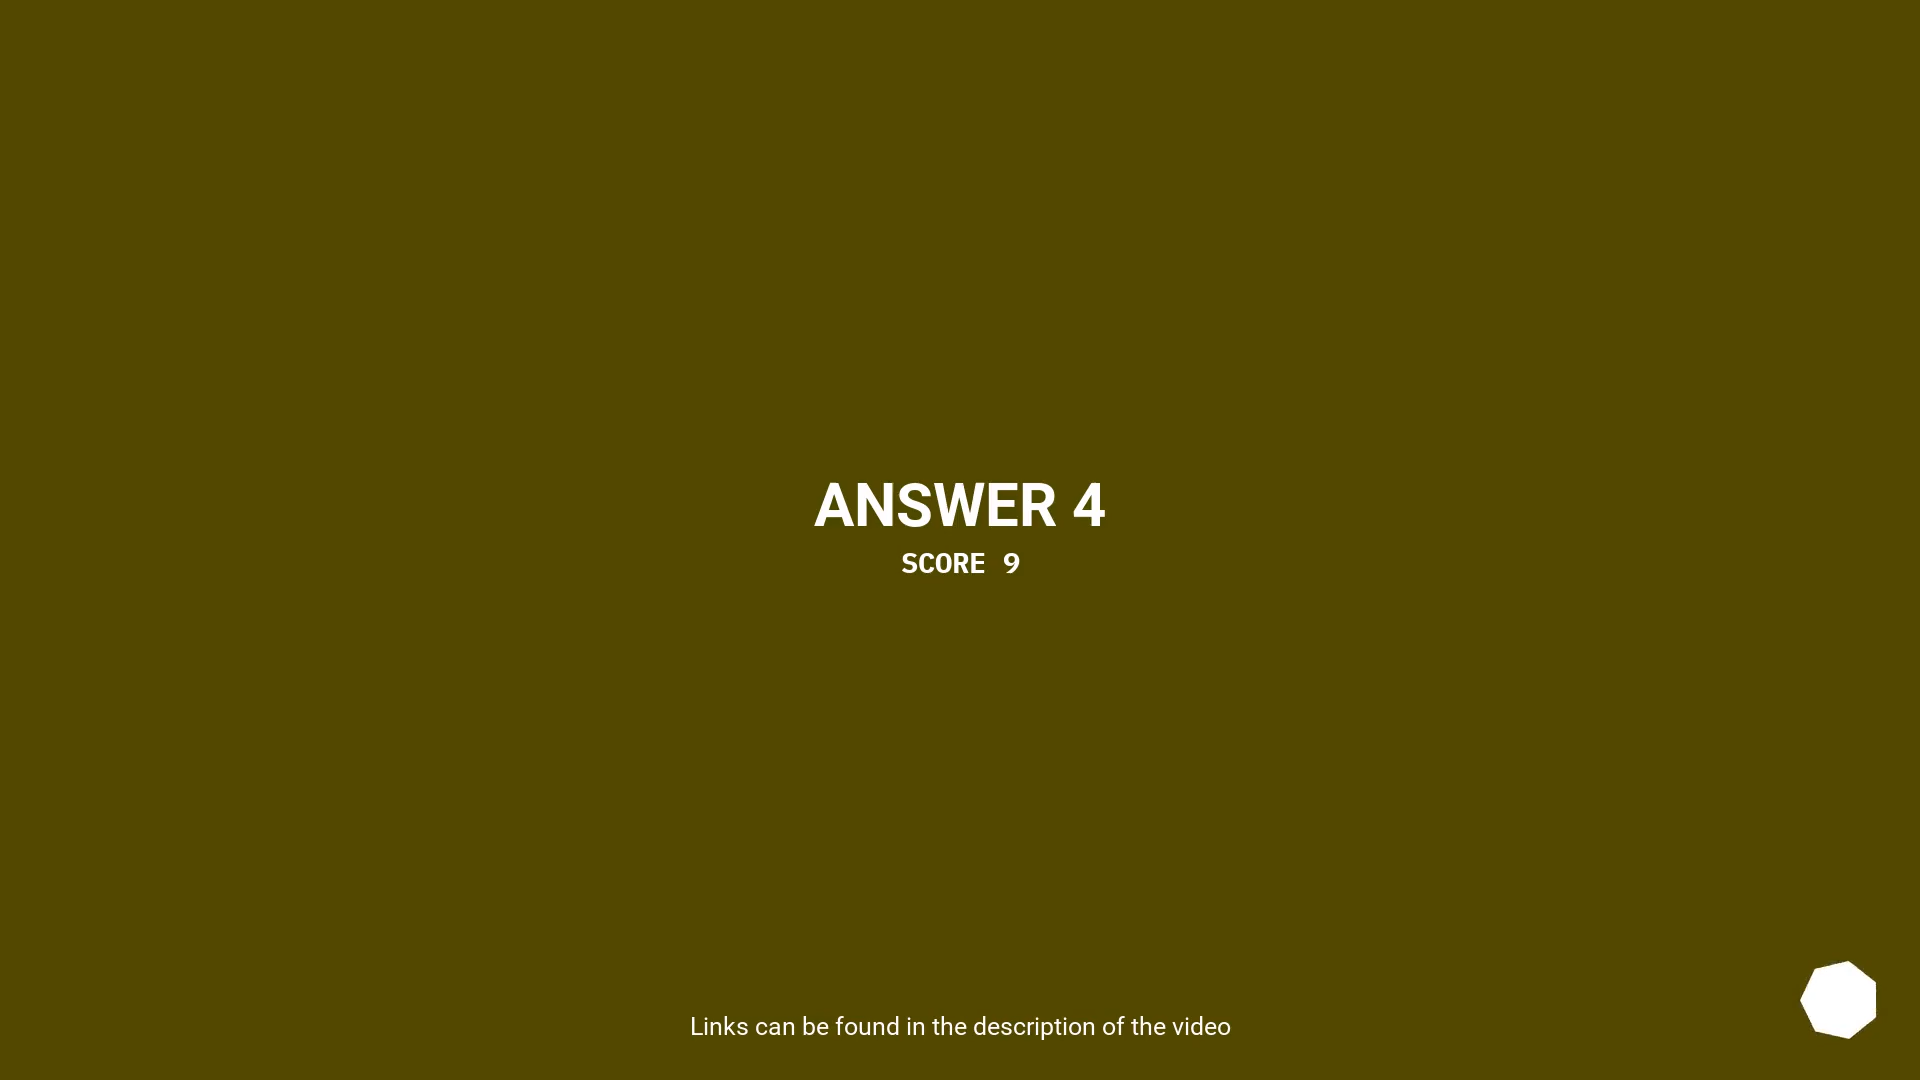 ANSWER 4
SCORE 9
Links can be found in the description of the video